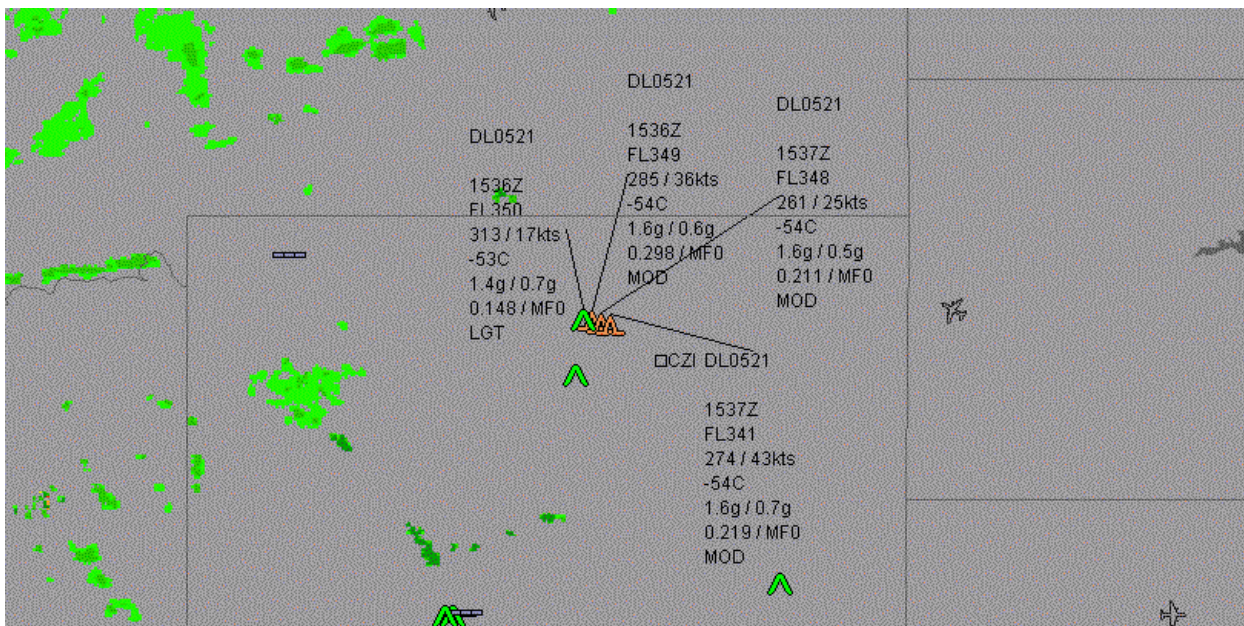 DL0521
1536Z
FL350
313 / 17kts
-53C
1.4g / 0.7g
0.148 / MF0
LGT
DL0521
1536Z
FL349
285 / 36kts
-54C
1.6g / 0.6g
0.298 / MF0
MOD
DL0521
1537Z
FL348
261 / 25kts
-54C
1.6g / 0.5g
0.211 / MF0
MOD
CZI DL0521
1537Z
FL341
274 / 43kts
-54C
1.6g / 0.7g
0.219 / MF0
MOD